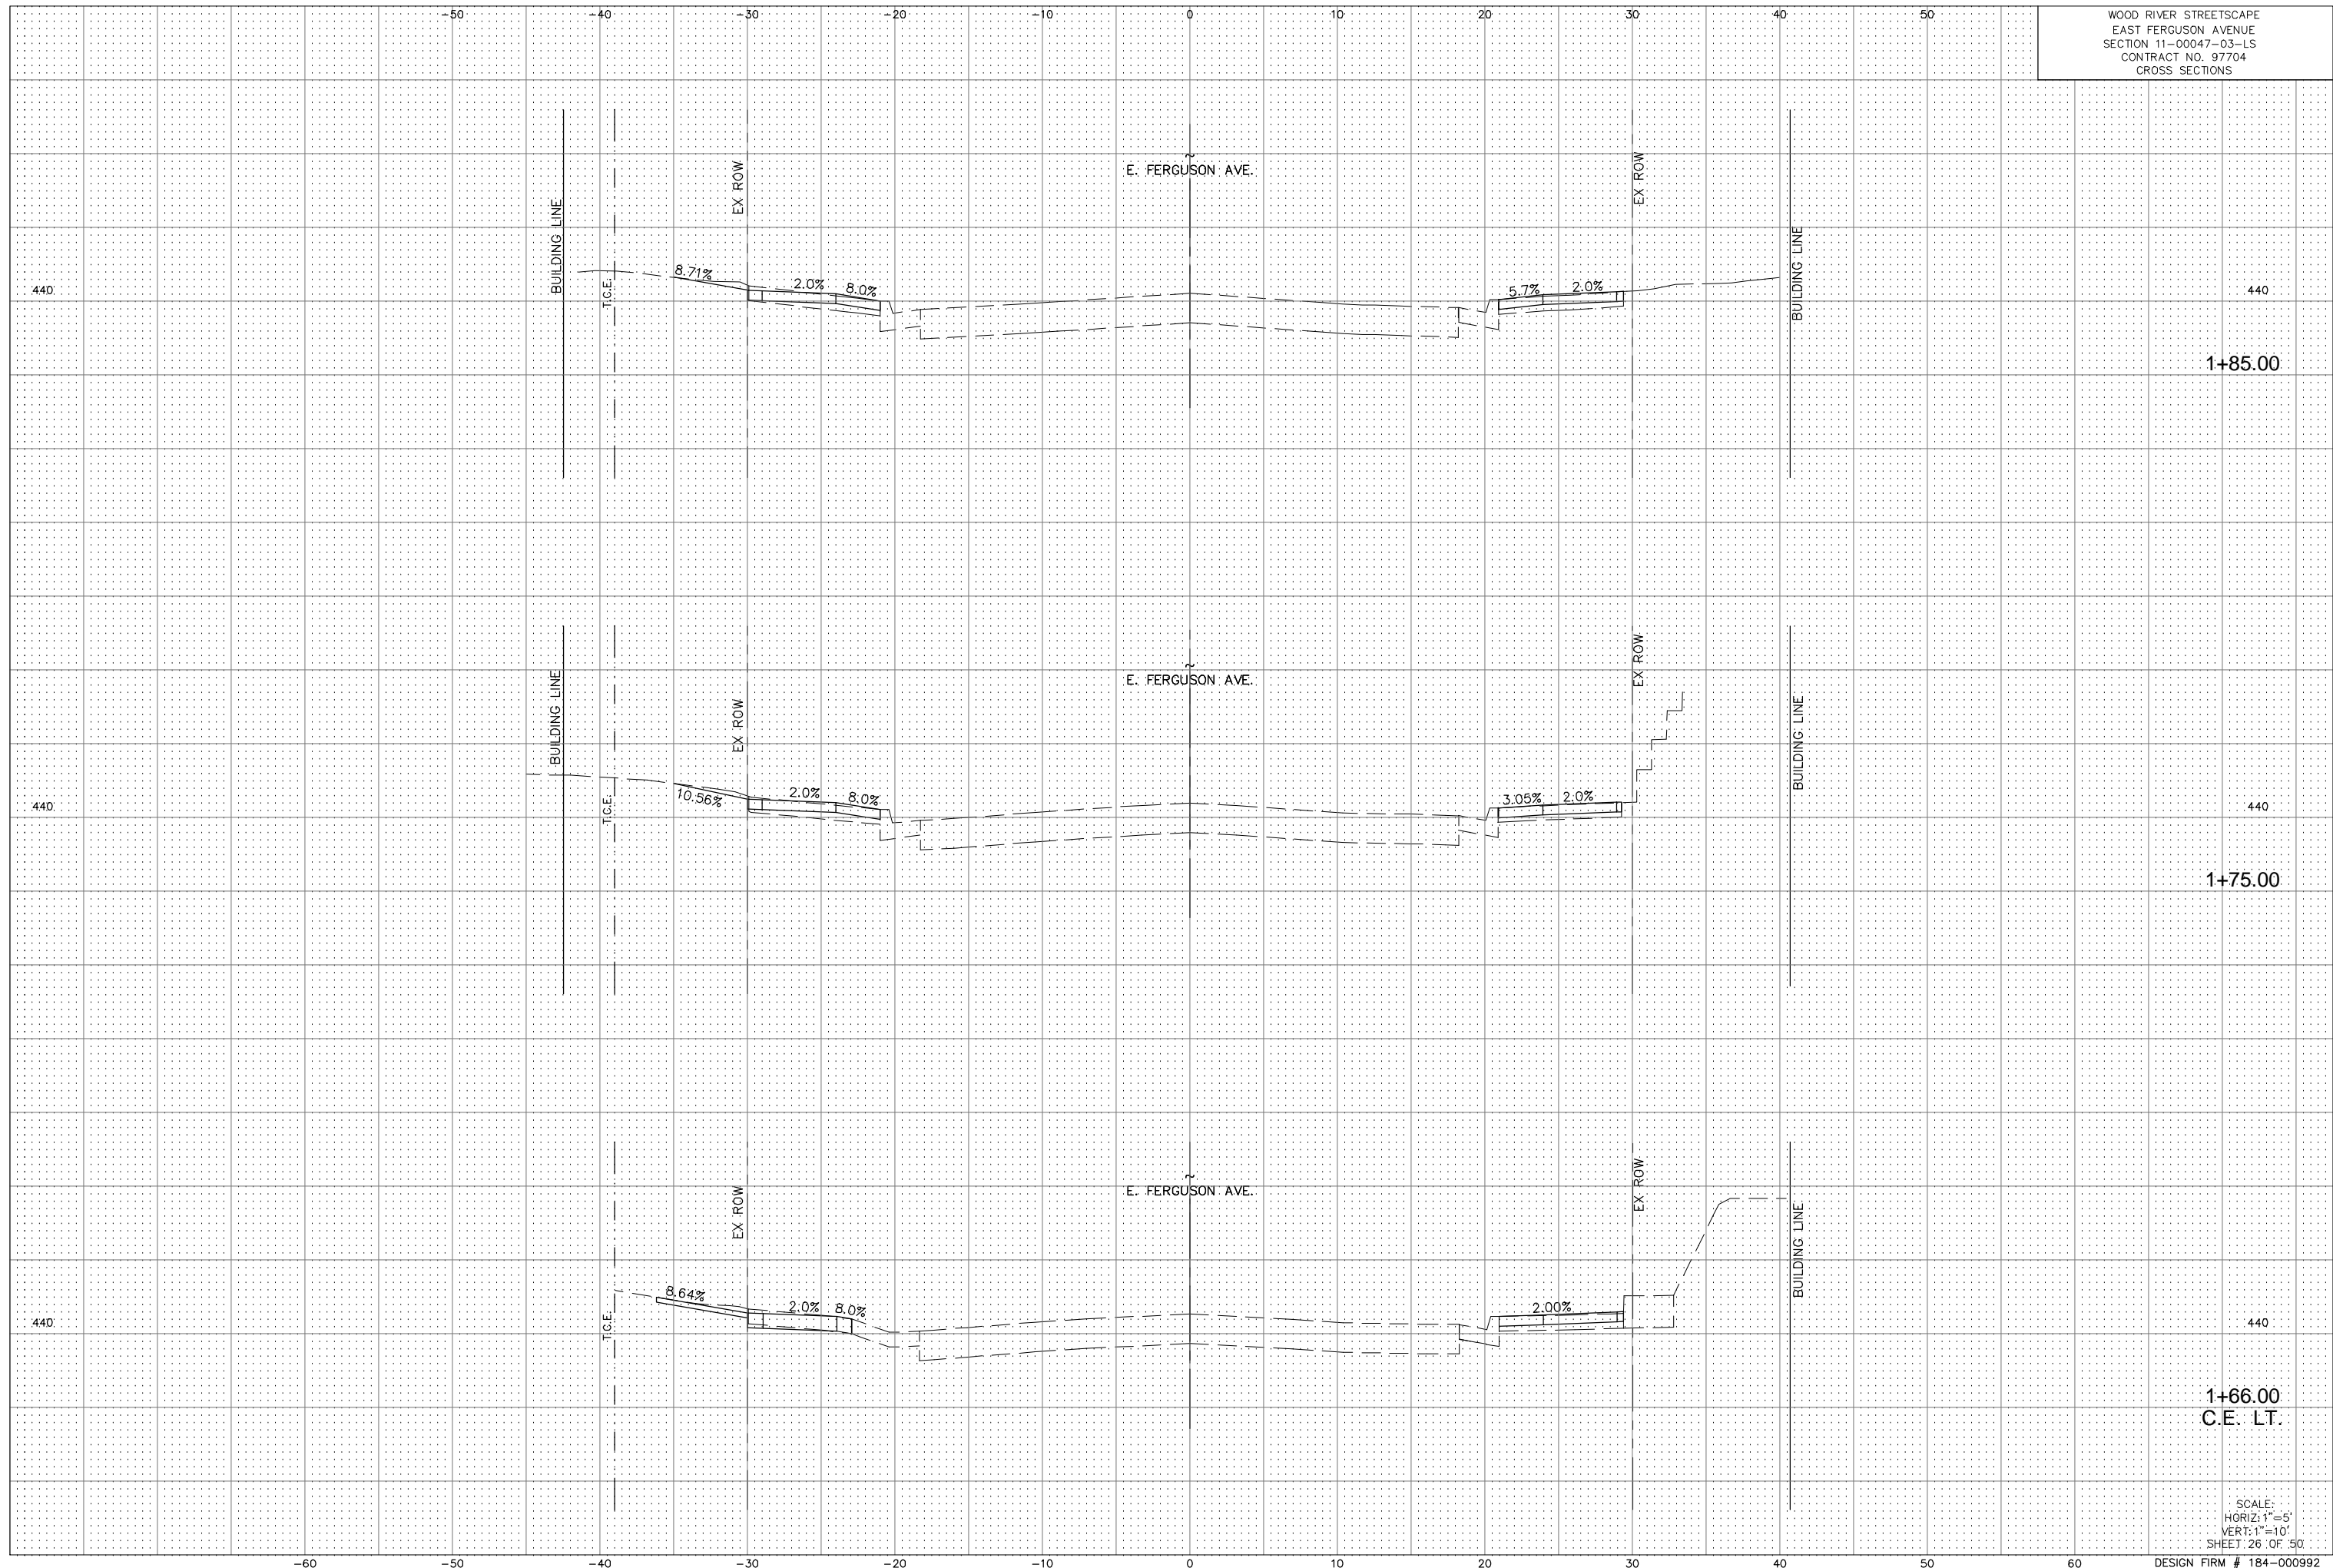 -50 -40 -30 -20 -10 0 10 20 30 40 50
WOOD RIVER STREETSCAPE
EAST FERGUSON AVENUE
SECTION 11-00047-03-LS
CONTRACT NO. 97704
CROSS SECTIONS
E. FERGUSON AVE.
BUILDING LINE
T.C.E.
EX ROW
EX ROW
BUILDING LINE
440
8.71%
2.0%
8.0%
5.7%
2.0%
440
1+85.00
E. FERGUSON AVE.
BUILDING LINE
T.C.E.
EX ROW
EX ROW
BUILDING LINE
440
10.56%
2.0%
8.0%
3.05%
2.0%
440
1+75.00
E. FERGUSON AVE.
T.C.E.
EX ROW
EX ROW
BUILDING LINE
440
8.64%
2.0%
8.0%
2.00%
440
1+66.00
C.E. LT.
SCALE:
HORIZ: 1"=5'
VERT: 1"=10'
SHEET 26 OF 50
DESIGN FIRM # 184-000992
-60 -50 -40 -30 -20 -10 0 10 20 30 40 50 60